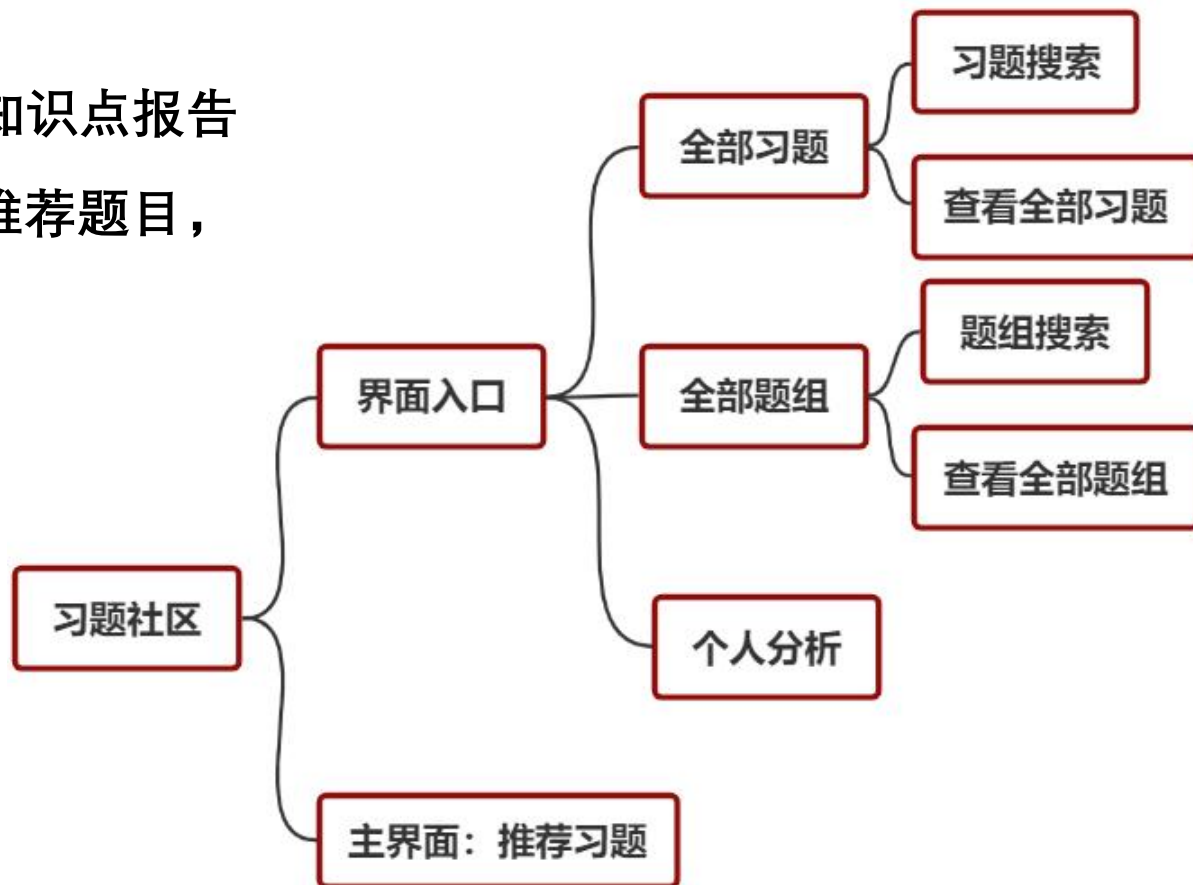 知识点报告
推荐题目，
习题搜索
全部习题
查看全部习题
题组搜索
界面入口
全部题组
查看全部题组
习题社区
个人分析
主界面：推荐习题